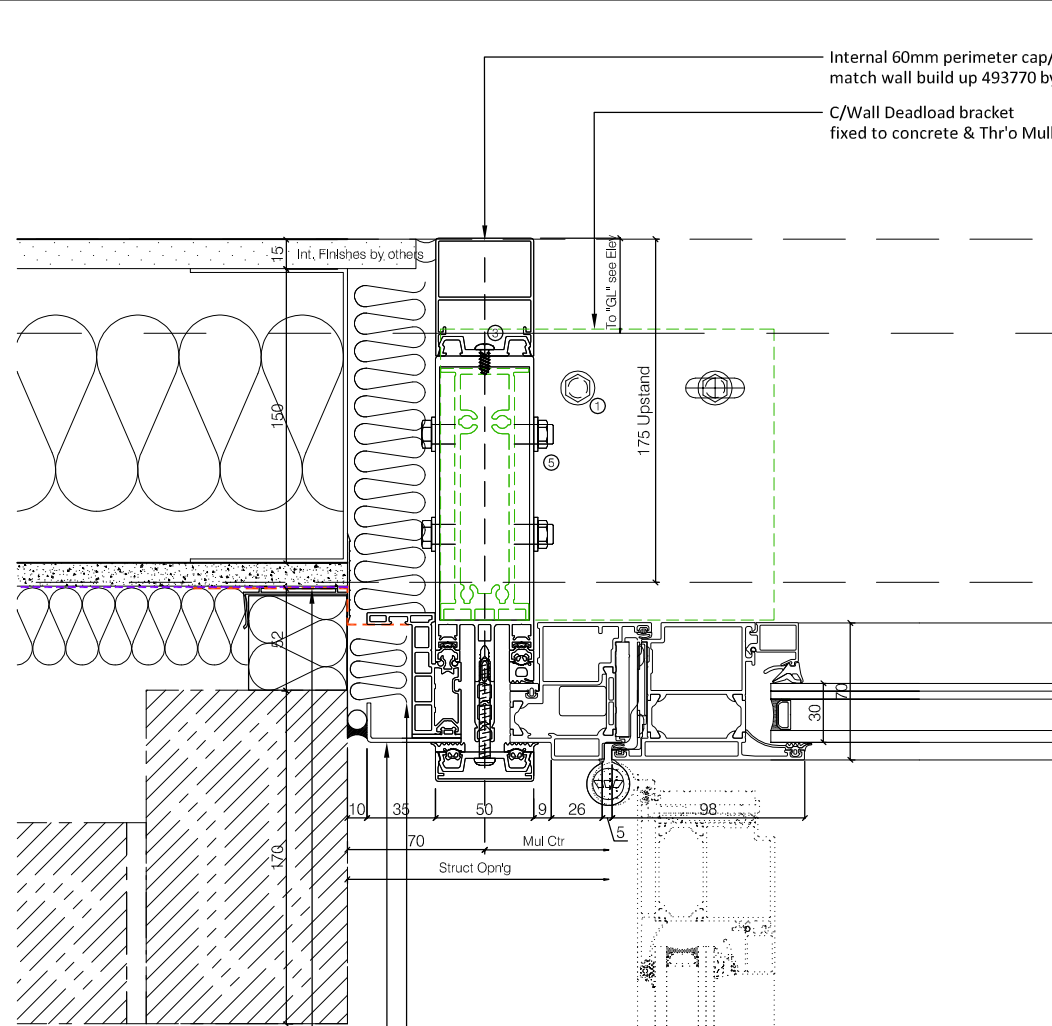 Internal 60mm perimeter cap/
match wall build up 493770 by
C/Wall Deadload bracket
fixed to concrete & Thr'o Mull
15
Int. Finishes by others
To "GL" see Elev
3
1
150
175 Upstand
5
52
30
70
10
35
50
9
26
98
5
70
Mul Ctr
170
Struct Opn'g